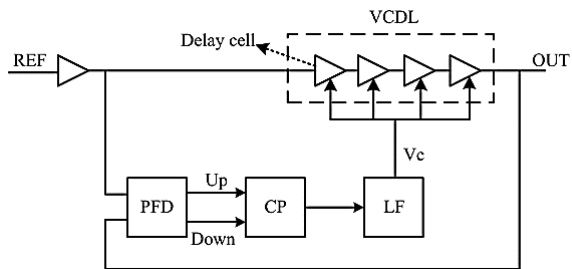 VCDL
Delay cell
REF
OUT
Vc
Up
PFD
CP
LF
Down